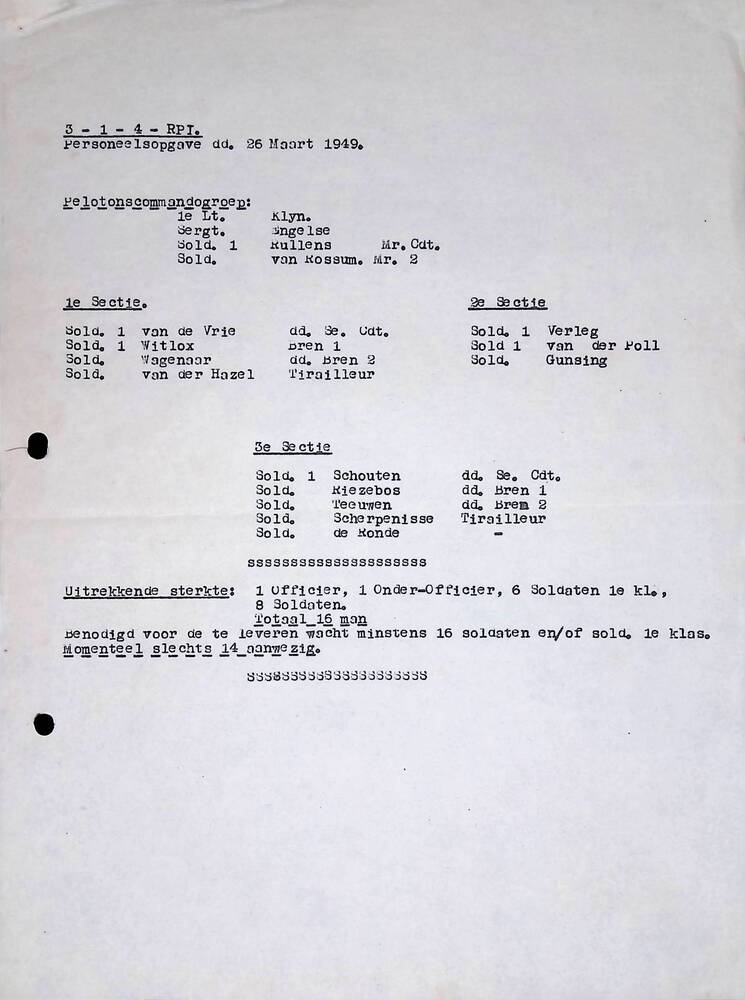 3 - 1 - 4 - RPI.
Personeelsopgave dd. 26 Maart 1949.
Pelotonscommandogroep:
1e Lt. Klyn.
Sergt. Engelse
Sold. 1 Kullens Mr. Cdt.
Sold. van Rossum. Mr. 2
1e Sectie.
Sold. 1 van de Vrie dd. Se. Cdt.
Sold. 1 Witlox Bren 1
Sold. Wagenaar dd. Bren 2
Sold. van der Hazel Tirailleur
2e Sectie
Sold. 1 Verleg
Sold 1 van der Poll
Sold. Gunsing
3e Sectie
Sold. 1 Schouten dd. Se. Cdt.
Sold. Kiezebos dd. Bren 1
Sold. Teeuwen dd. Brem 2
Sold. Scherpenisse Tirailleur
Sold. de Ronde -
sssssssssssssssssssss
Uitrekkende sterkte: 1 Officier, 1 Onder-Officier, 6 Soldaten 1e kl.,
8 Soldaten.
Totaal 16 man
Benodigd voor de te leveren wacht minstens 16 soldaten en/of sold. 1e klas.
Momenteel slechts 14 aanwezig.
sssssssssssssssssssss